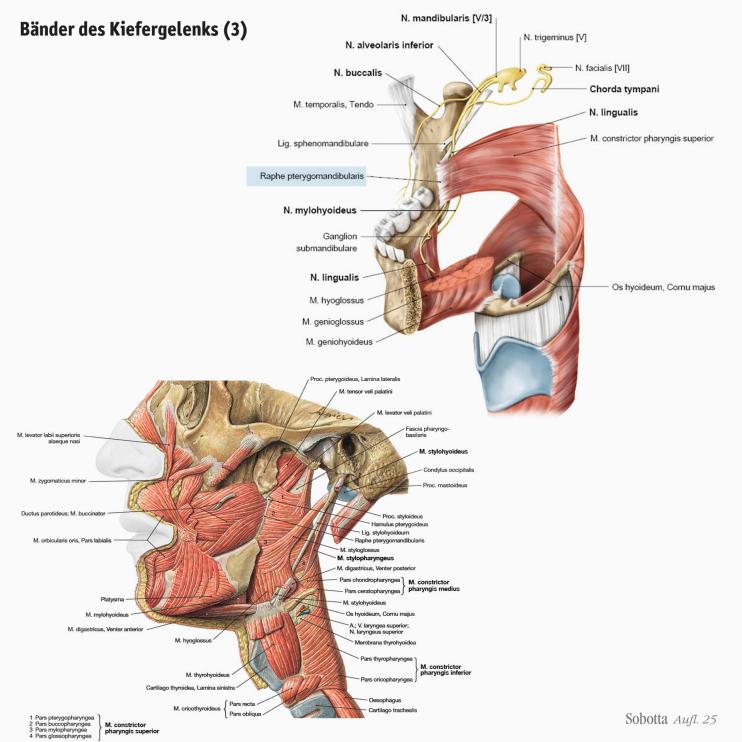 Bänder des Kiefergelenks (3)
N. mandibularis [V/3]
N. trigeminus [V]
N. alveolaris inferior
N. facialis [VII]
N. buccalis
Chorda tympani
M. temporalis, Tendo
N. lingualis
M. constrictor pharyngis superior
Lig. sphenomandibulare
Raphe pterygomandibularis
N. mylohyoideus
Ganglion
submandibulare
N. lingualis
Os hyoideum, Cornu majus
M. hyoglossus
M. genioglossus
M. geniohyoideus
Proc. pterygoideus, Lamina lateralis
M. tensor veli palatini
M. levator veli palatini
Fascia pharyngo-
basilaris
M. levator labii superioris
alaeque nasi
M. stylohyoideus
Condylus occipitalis
M. zygomaticus minor
Proc. mastoideus
Ductus parotideus; M. buccinator
Proc. styloideus
Hamulus pterygoideus
Lig. stylohyoideum
M. orbicularis oris, Pars labialis
Raphe pterygomandibularis
M. styloglossus
M. stylopharyngeus
M. digastricus, Venter posterior
Pars chondropharyngea
Pars ceratopharyngea
M. constrictor
pharyngis medius
Platysma
M. stylohyoideus
M. mylohyoideus
Os hyoideum, Cornu majus
M. digastricus, Venter anterior
A.; V. laryngea superior;
N. laryngeus superior
M. hyoglossus
Membrana thyrohyoidea
Pars thyropharyngea
M. constrictor
pharyngis inferior
M. thyrohyoideus
Pars cricopharyngea
Cartilago thyroidea, Lamina sinistra
M. cricothyroideus
Pars recta
Pars obliqua
Oesophagus
Cartilago trachealis
1 Pars pterygopharyngea
2 Pars buccopharyngea
3 Pars mylopharyngea
4 Pars glossopharyngea
M. constrictor
pharyngis superior
Sobotta Aufl. 25